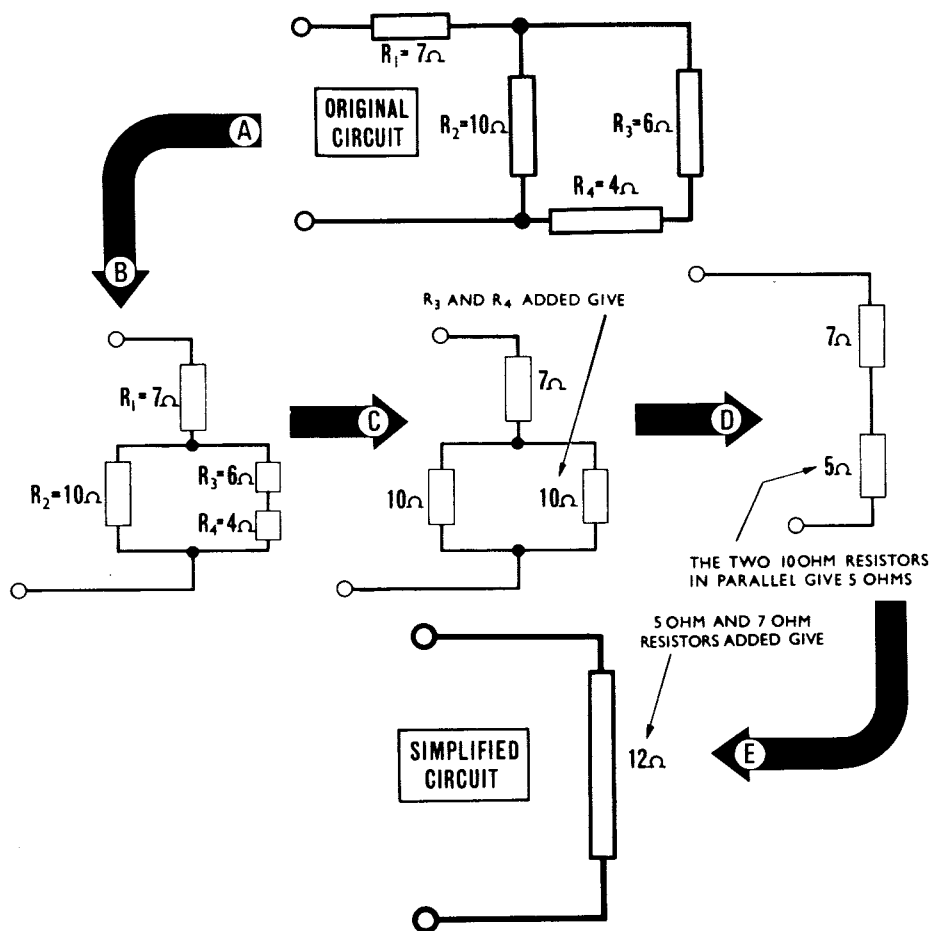 R₁= 7Ω
ORIGINAL
CIRCUIT
R₂= 10Ω
R₃= 6Ω
R₄= 4Ω
A
B
R₃ AND R₄ ADDED GIVE
R₁= 7Ω
R₂= 10Ω
R₃=6Ω
R₄=4Ω
C
7Ω
10Ω
10Ω
D
7Ω
5Ω
THE TWO 10OHM RESISTORS
IN PARALLEL GIVE 5 OHMS
5 OHM AND 7 OHM
RESISTORS ADDED GIVE
SIMPLIFIED
CIRCUIT
12Ω
E